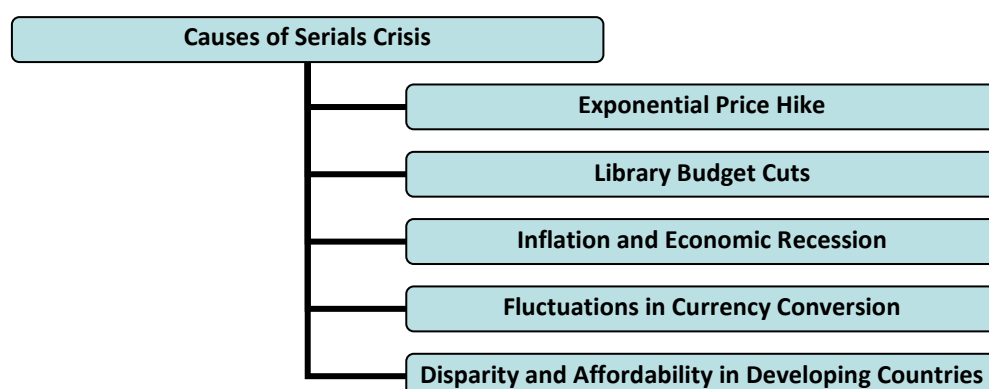 Causes of Serials Crisis
Exponential Price Hike
Library Budget Cuts
Inflation and Economic Recession
Fluctuations in Currency Conversion
Disparity and Affordability in Developing Countries